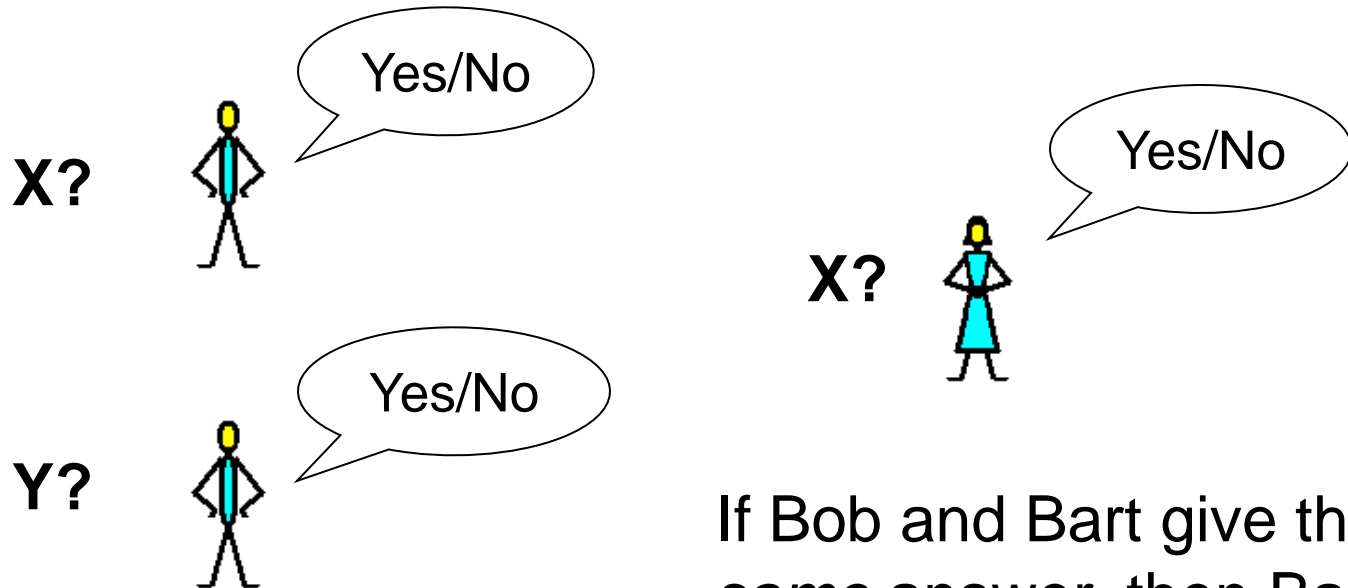 Yes/No
X?
Yes/No
X?
Yes/No
Y?
If Bob and Bart give th
same answer, then Ba